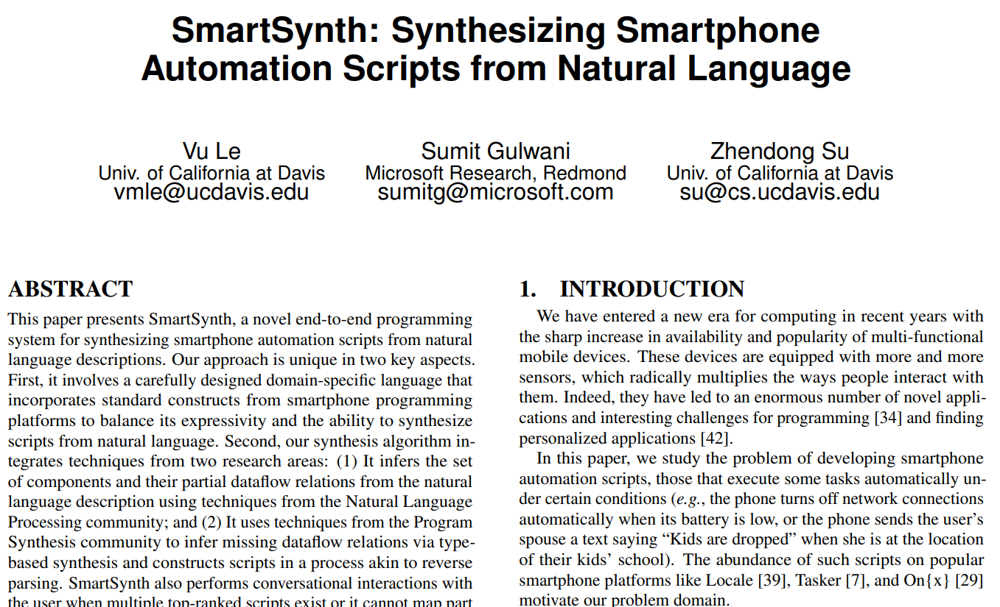 SmartSynth: Synthesizing Smartphone
Automation Scripts from Natural Language
Vu Le
Univ. of California at Davis
vmle@ucdavis.edu
Sumit Gulwani
Microsoft Research, Redmond
sumitg@microsoft.com
Zhendong Su
Univ. of California at Davis
su@cs.ucdavis.edu
ABSTRACT
This paper presents SmartSynth, a novel end-to-end programming
system for synthesizing smartphone automation scripts from natural
language descriptions. Our approach is unique in two key aspects.
First, it involves a carefully designed domain-specific language that
incorporates standard constructs from smartphone programming
platforms to balance its expressivity and the ability to synthesize
scripts from natural language. Second, our synthesis algorithm in-
tegrates techniques from two research areas: (1) It infers the set
of components and their partial dataflow relations from the natural
language description using techniques from the Natural Language
Processing community; and (2) It uses techniques from the Program
Synthesis community to infer missing dataflow relations via type-
based synthesis and constructs scripts in a process akin to reverse
parsing. SmartSynth also performs conversational interactions with
the user when multiple top-ranked scripts exist or it cannot map part
1. INTRODUCTION
We have entered a new era for computing in recent years with
the sharp increase in availability and popularity of multi-functional
mobile devices. These devices are equipped with more and more
sensors, which radically multiplies the ways people interact with
them. Indeed, they have led to an enormous number of novel appli-
cations and interesting challenges for programming [34] and finding
personalized applications [42].
In this paper, we study the problem of developing smartphone
automation scripts, those that execute some tasks automatically un-
der certain conditions (e.g., the phone turns off network connections
automatically when its battery is low, or the phone sends the user's
spouse a text saying “Kids are dropped” when she is at the location
of their kids' school). The abundance of such scripts on popular
smartphone platforms like Locale [39], Tasker [7], and On{x} [29]
motivate our problem domain.